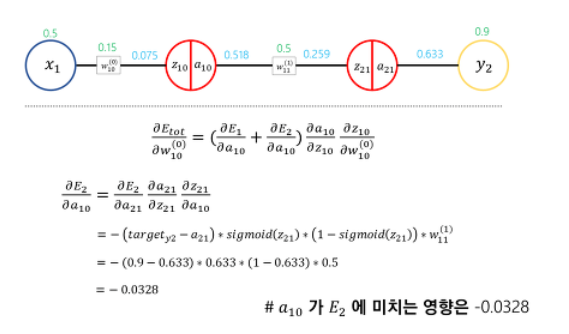 0.5 0.15 0.075 0.518 0.5 0.259 0.633 0.9
x₁ w₁₀⁽⁰⁾ z₁₀ a₁₀ w₁₁⁽¹⁾ z₂₁ a₂₁ y₂
∂E_tot/∂w₁₀⁽⁰⁾ = (∂E₁/∂a₁₀ + ∂E₂/∂a₁₀) ∂a₁₀/∂z₁₀ ∂z₁₀/∂w₁₀⁽⁰⁾
∂E₂/∂a₁₀ = ∂E₂/∂a₂₁ ∂a₂₁/∂z₂₁ ∂z₂₁/∂a₁₀
= −(target_y2 − a₂₁) * sigmoid(z₂₁) * (1 − sigmoid(z₂₁)) * w₁₁⁽¹⁾
= −(0.9 − 0.633) * 0.633 * (1 − 0.633) * 0.5
= −0.0328
# a₁₀ 가 E₂ 에 미치는 영향은 -0.0328